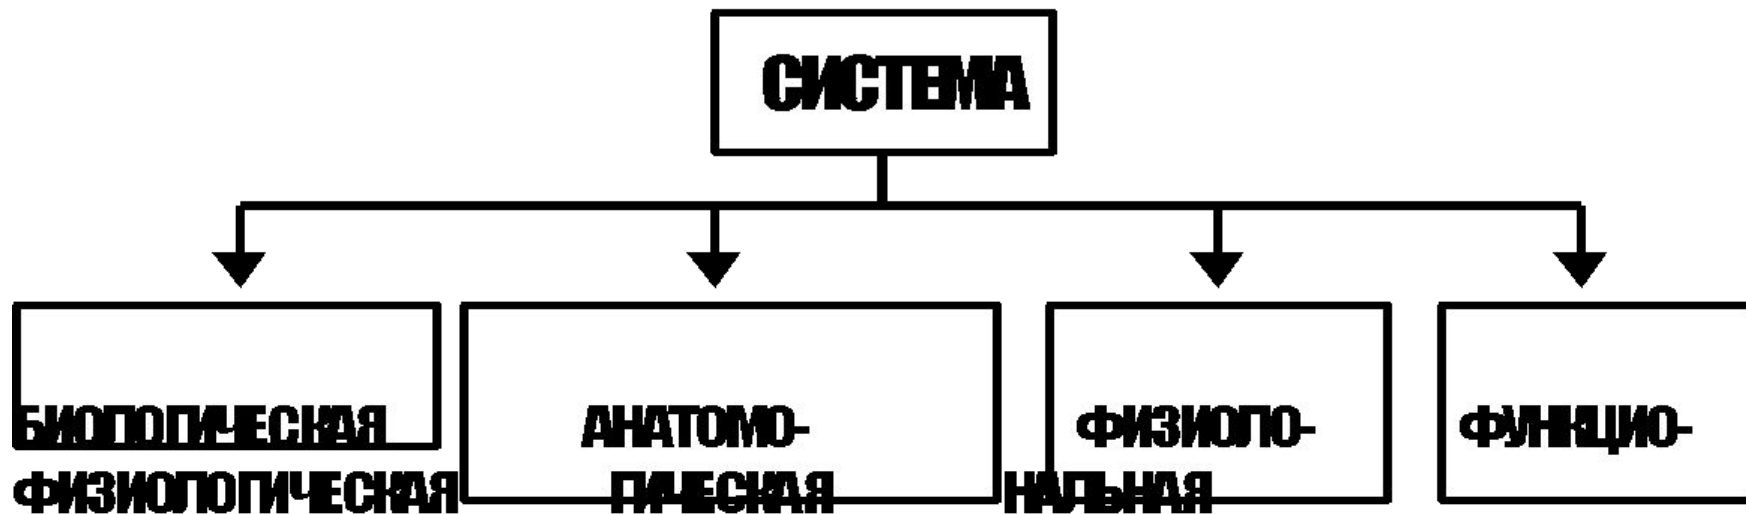 СИСТЕМА
БИОЛОГИЧЕСКАЯ АНАТОМО- ФИЗИОЛО- ФУНКЦИО-
ФИЗИОЛОГИЧЕСКАЯ ГИЧЕСКАЯ НАЛЬНАЯ